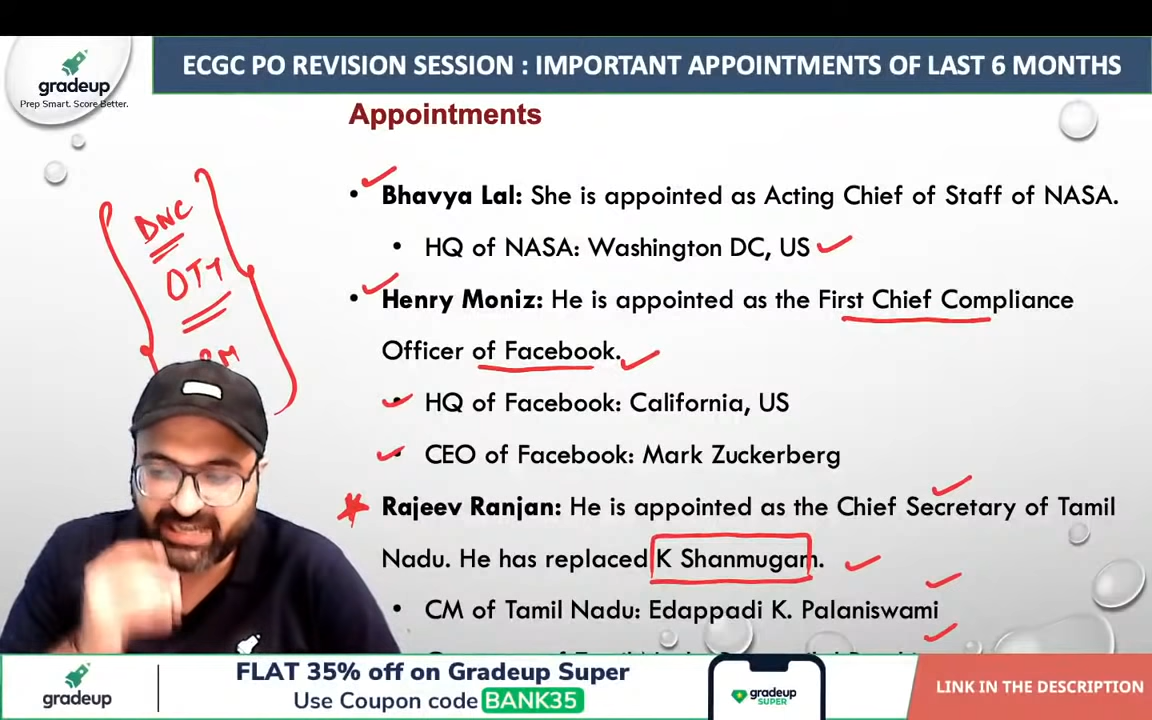 gradeup
Prep Smart. Score Better.
ECGC PO REVISION SESSION : IMPORTANT APPOINTMENTS OF LAST 6 MONTHS
Appointments
• Bhavya Lal: She is appointed as Acting Chief of Staff of NASA.
• HQ of NASA: Washington DC, US
• Henry Moniz: He is appointed as the First Chief Compliance
Officer of Facebook.
• HQ of Facebook: California, US
• CEO of Facebook: Mark Zuckerberg
Rajeev Ranjan: He is appointed as the Chief Secretary of Tamil
Nadu. He has replaced K Shanmugam.
• CM of Tamil Nadu: Edappadi K. Palaniswami
DNC
OTT
gradeup
FLAT 35% off on Gradeup Super
Use Coupon code BANK35
gradeup
SUPER
LINK IN THE DESCRIPTION